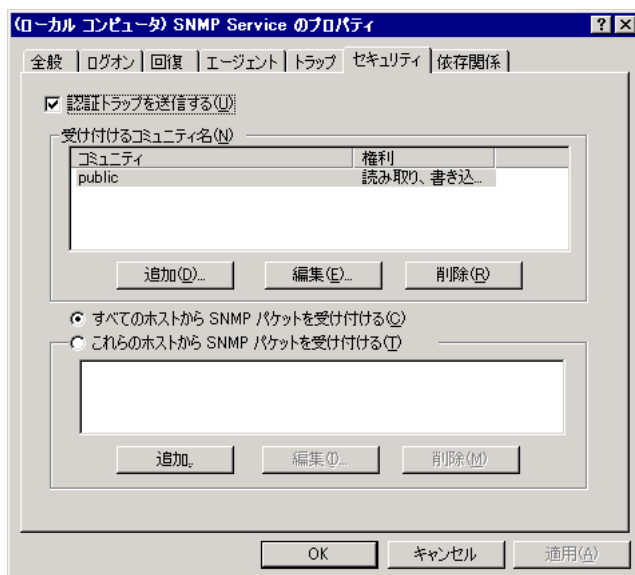 (ローカル コンピュータ) SNMP Service のプロパティ
全般 ログオン 回復 エージェント トラップ セキュリティ 依存関係
認証トラップを送信する(U)
受け付けるコミュニティ名(N)
コミュニティ 権利
public 読み取り、書き込...
追加(D)... 編集(E)... 削除(R)
すべてのホストから SNMP パケットを受け付ける(C)
これらのホストから SNMP パケットを受け付ける(T)
追加.. 編集(I)... 削除(M)
OK キャンセル 適用(A)